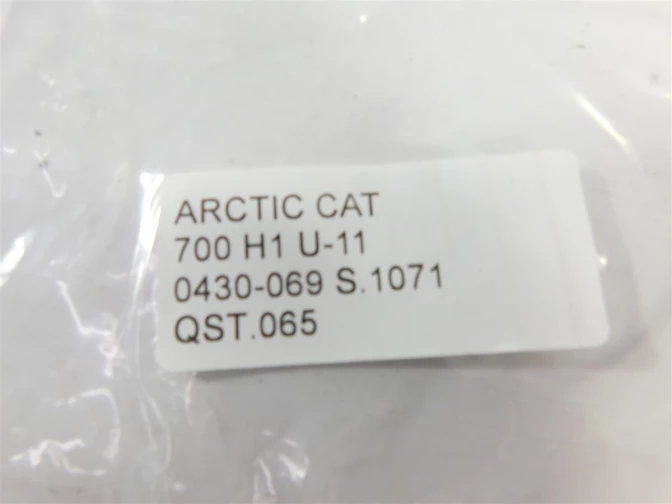 ARCTIC CAT
700 H1 U-11
0430-069 S.1071
QST.065